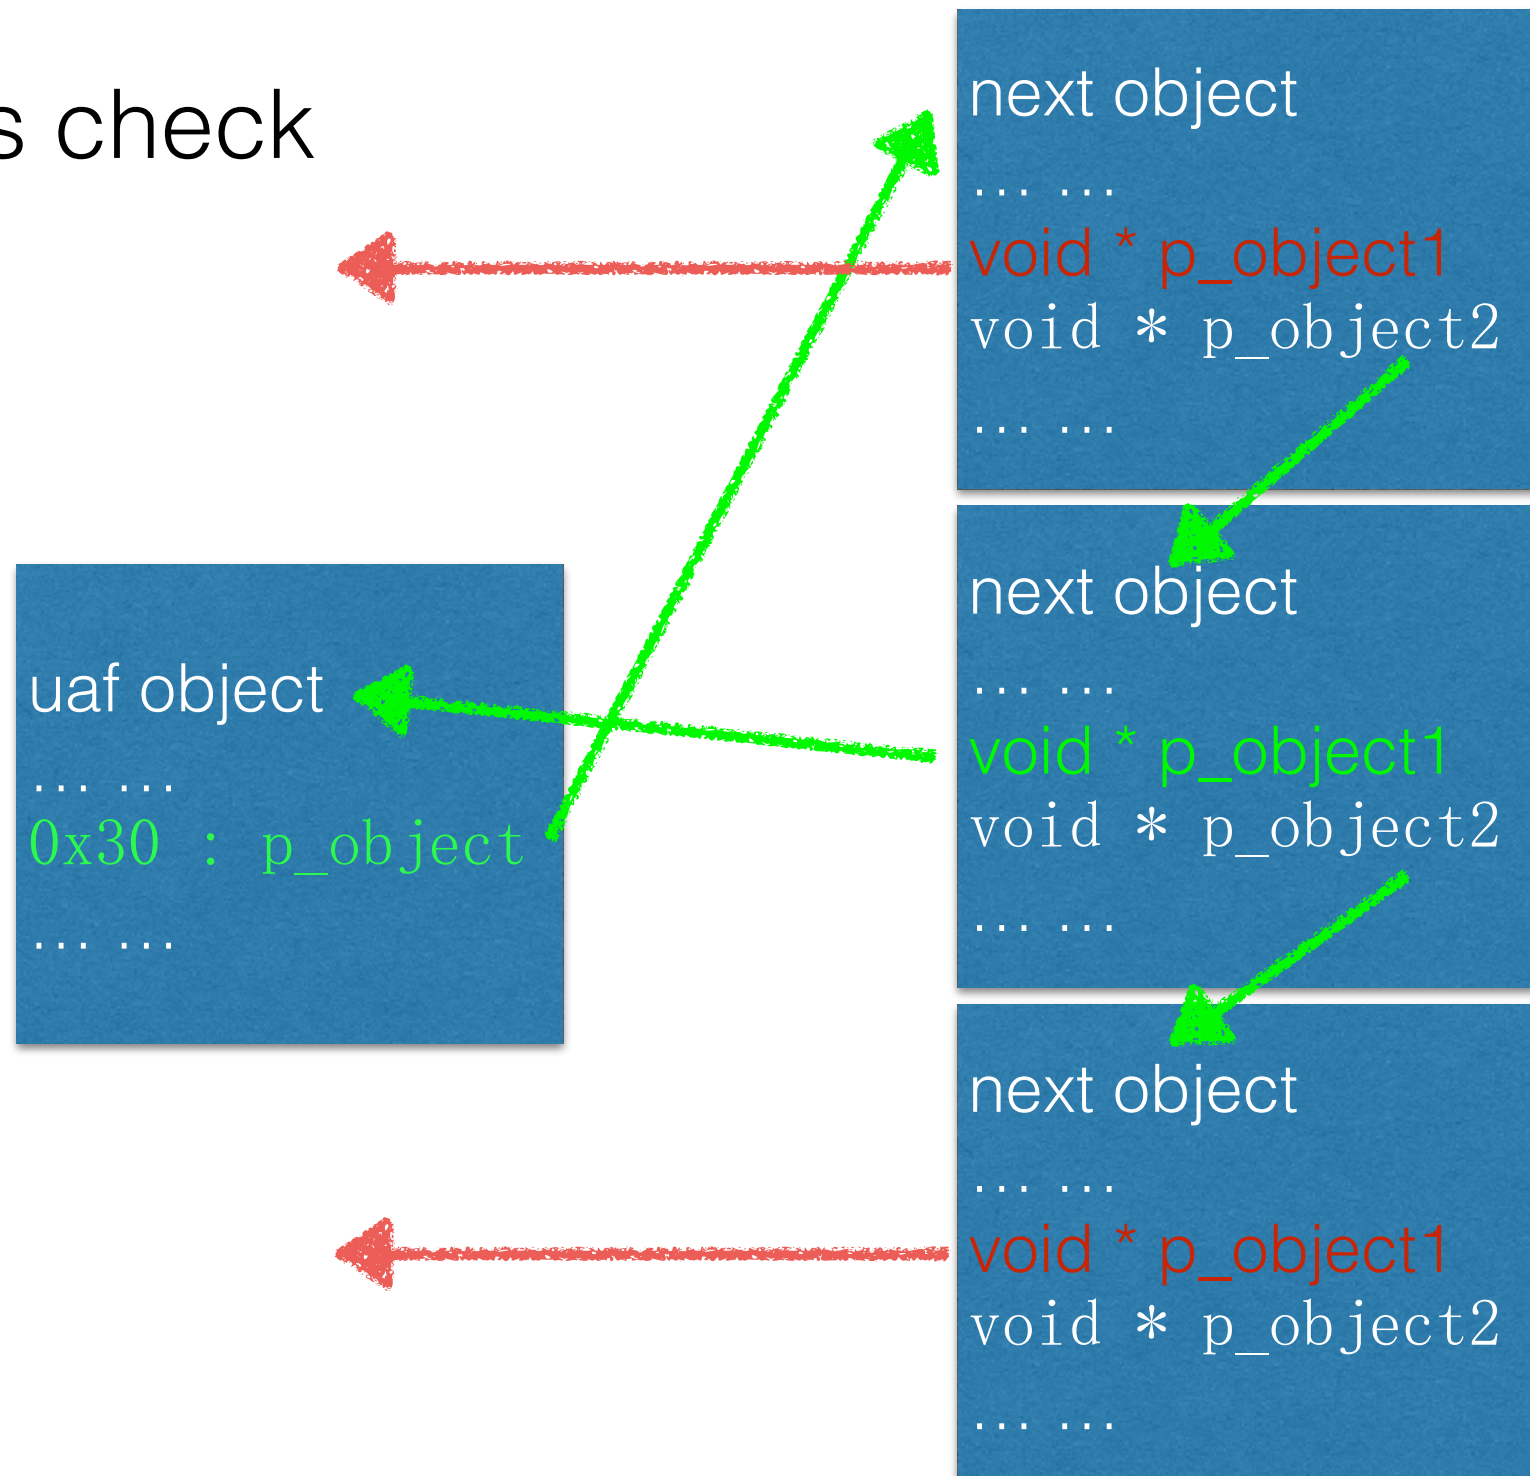 s check
next object
... ...
void * p_object1
void * p_object2
... ...
uaf object
... ...
0x30 : p_object
... ...
next object
... ...
void * p_object1
void * p_object2
... ...
next object
... ...
void * p_object1
void * p_object2
... ...